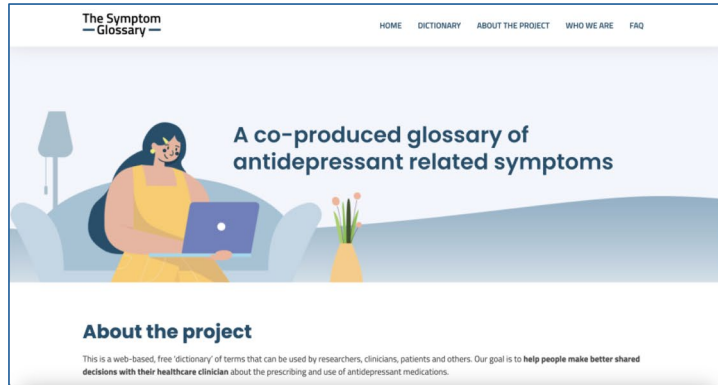 The Symptom
Glossary
HOME DICTIONARY ABOUT THE PROJECT WHO WE ARE FAQ
A co-produced glossary of
antidepressant related symptoms
About the project
This is a web-based, free 'dictionary' of terms that can be used by researchers, clinicians, patients and others. Our goal is to help people make better shared
decisions with their healthcare clinician about the prescribing and use of antidepressant medications.